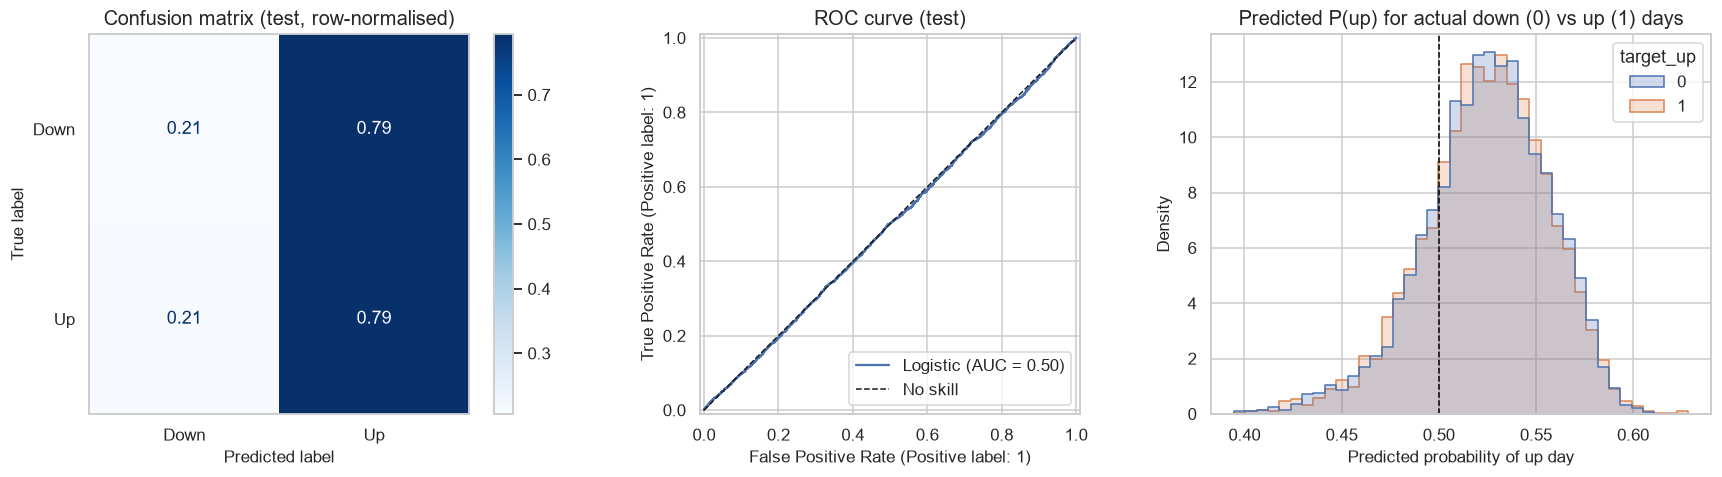 Confusion matrix (test, row-normalised)
Down
Up
True label
0.21
0.79
0.21
0.79
Down
Up
Predicted label
0.7
0.6
0.5
0.4
0.3
ROC curve (test)
True Positive Rate (Positive label: 1)
1.0
0.8
0.6
0.4
0.2
0.0
0.0
0.2
0.4
0.6
0.8
1.0
False Positive Rate (Positive label: 1)
Logistic (AUC = 0.50)
No skill
Predicted P(up) for actual down (0) vs up (1) days
Density
12
10
8
6
4
2
0
0.40
0.45
0.50
0.55
0.60
Predicted probability of up day
target_up
0
1